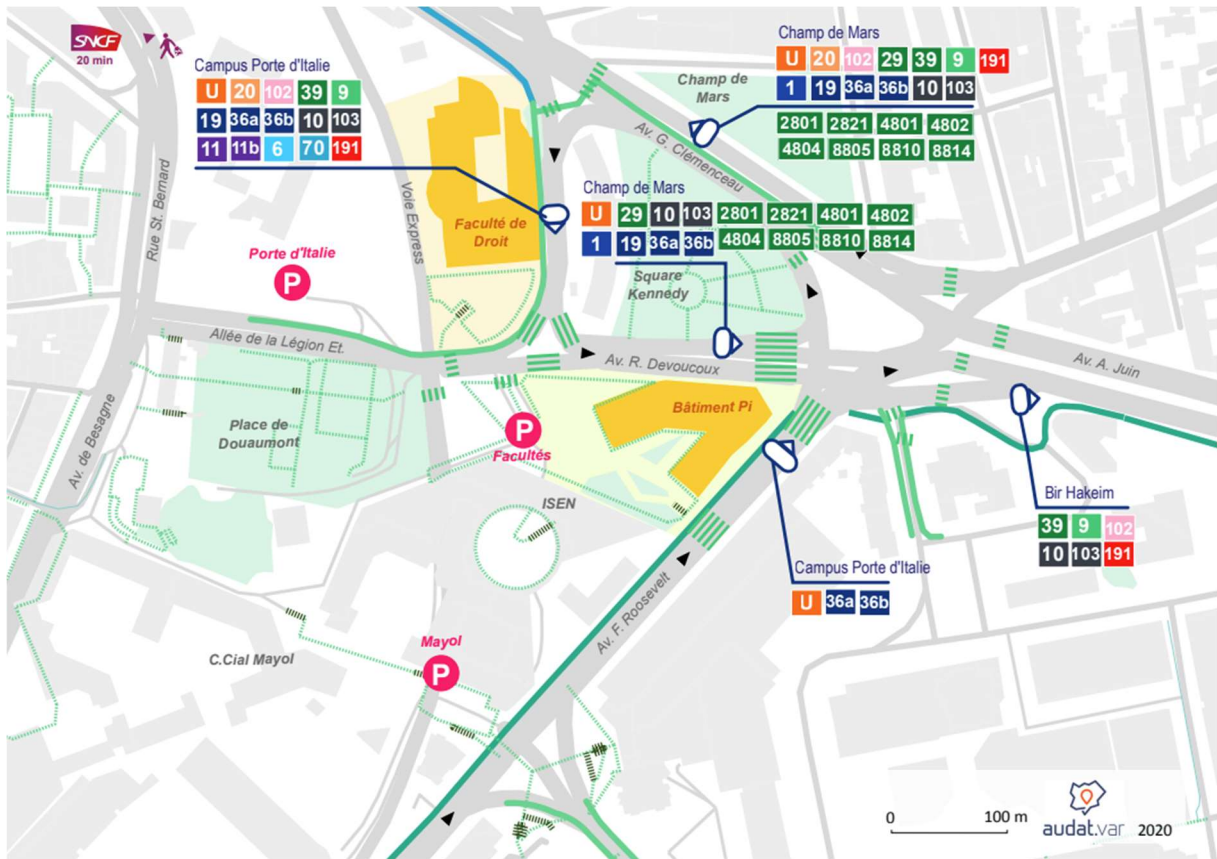 SNCF
20 min
Campus Porte d'Italie
U 20 102 39 9
19 36a 36b 10 103
11 11b 6 70 191
Champ de Mars
U 20 102 29 39 9 191
1 19 36a 36b 10 103
2801 2821 4801 4802
4804 8805 8810 8814
Champ de
Mars
Av. G. Clémenceau
Champ de Mars
U 29 10 103 2801 2821 4801 4802
1 19 36a 36b 4804 8805 8810 8814
Rue St. Bernard
Voie Express
Faculté de
Droit
Porte d'Italie
P
Square
Kennedy
Allée de la Légion Et.
Av. R. Devoucoux
Av. A. Juin
Bâtiment Pi
Place de
Douaumont
Av. de Besagne
P
Facultés
ISEN
Bir Hakeim
39 9 102
10 103 191
Campus Porte d'Italie
U 36a 36b
Av. F. Roosevelt
Mayol
P
C.Cial Mayol
0 100 m
audat.var 2020